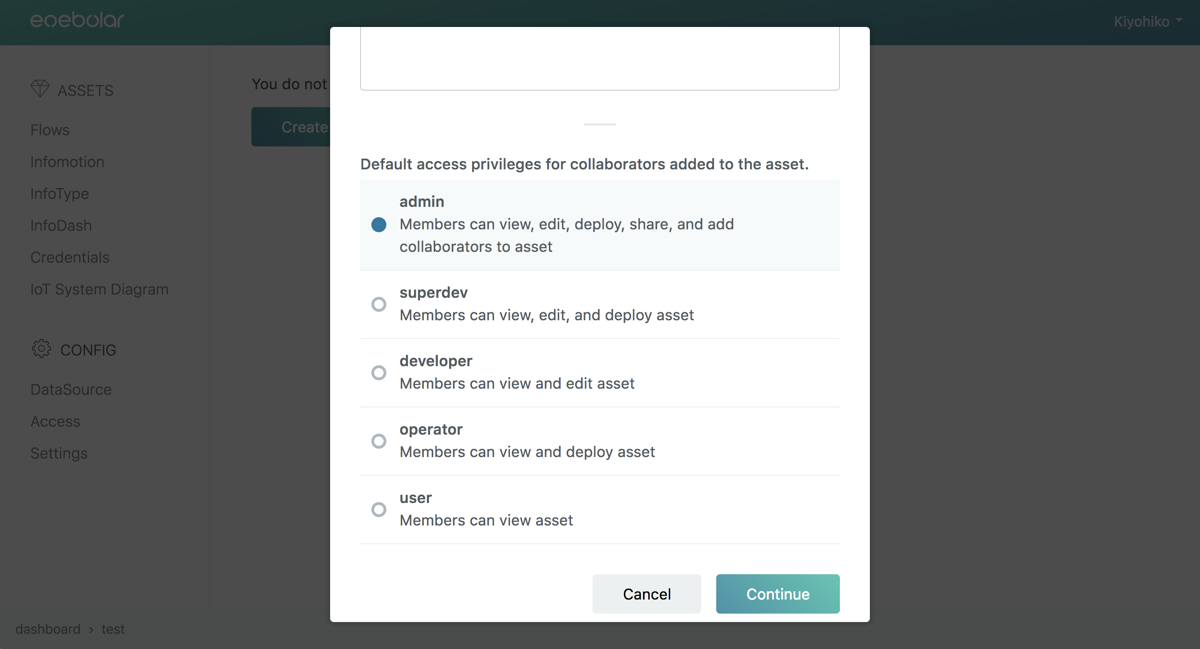 enebolar
Kiyohiko
ASSETS
Flows
Infomotion
InfoType
InfoDash
Credentials
IoT System Diagram
CONFIG
DataSource
Access
Settings
You do not
Create
Default access privileges for collaborators added to the asset.
admin
Members can view, edit, deploy, share, and add
collaborators to asset
superdev
Members can view, edit, and deploy asset
developer
Members can view and edit asset
operator
Members can view and deploy asset
user
Members can view asset
Cancel
Continue
dashboard › test